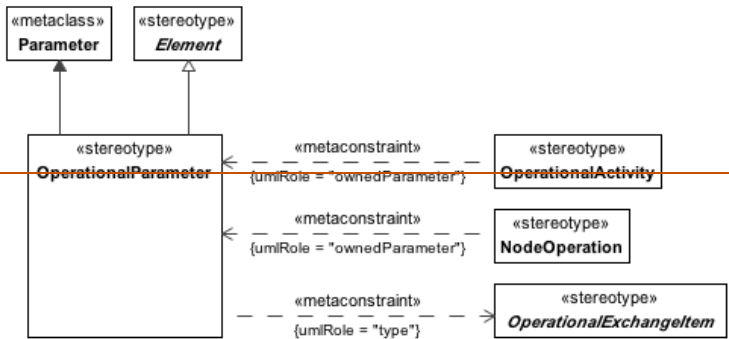 «metaclass»
Parameter
«stereotype»
Element
«stereotype»
OperationalParameter
«metaconstraint»
{umlRole = "ownedParameter"}
«stereotype»
OperationalActivity
«metaconstraint»
{umlRole = "ownedParameter"}
«stereotype»
NodeOperation
«metaconstraint»
{umlRole = "type"}
«stereotype»
OperationalExchangeItem